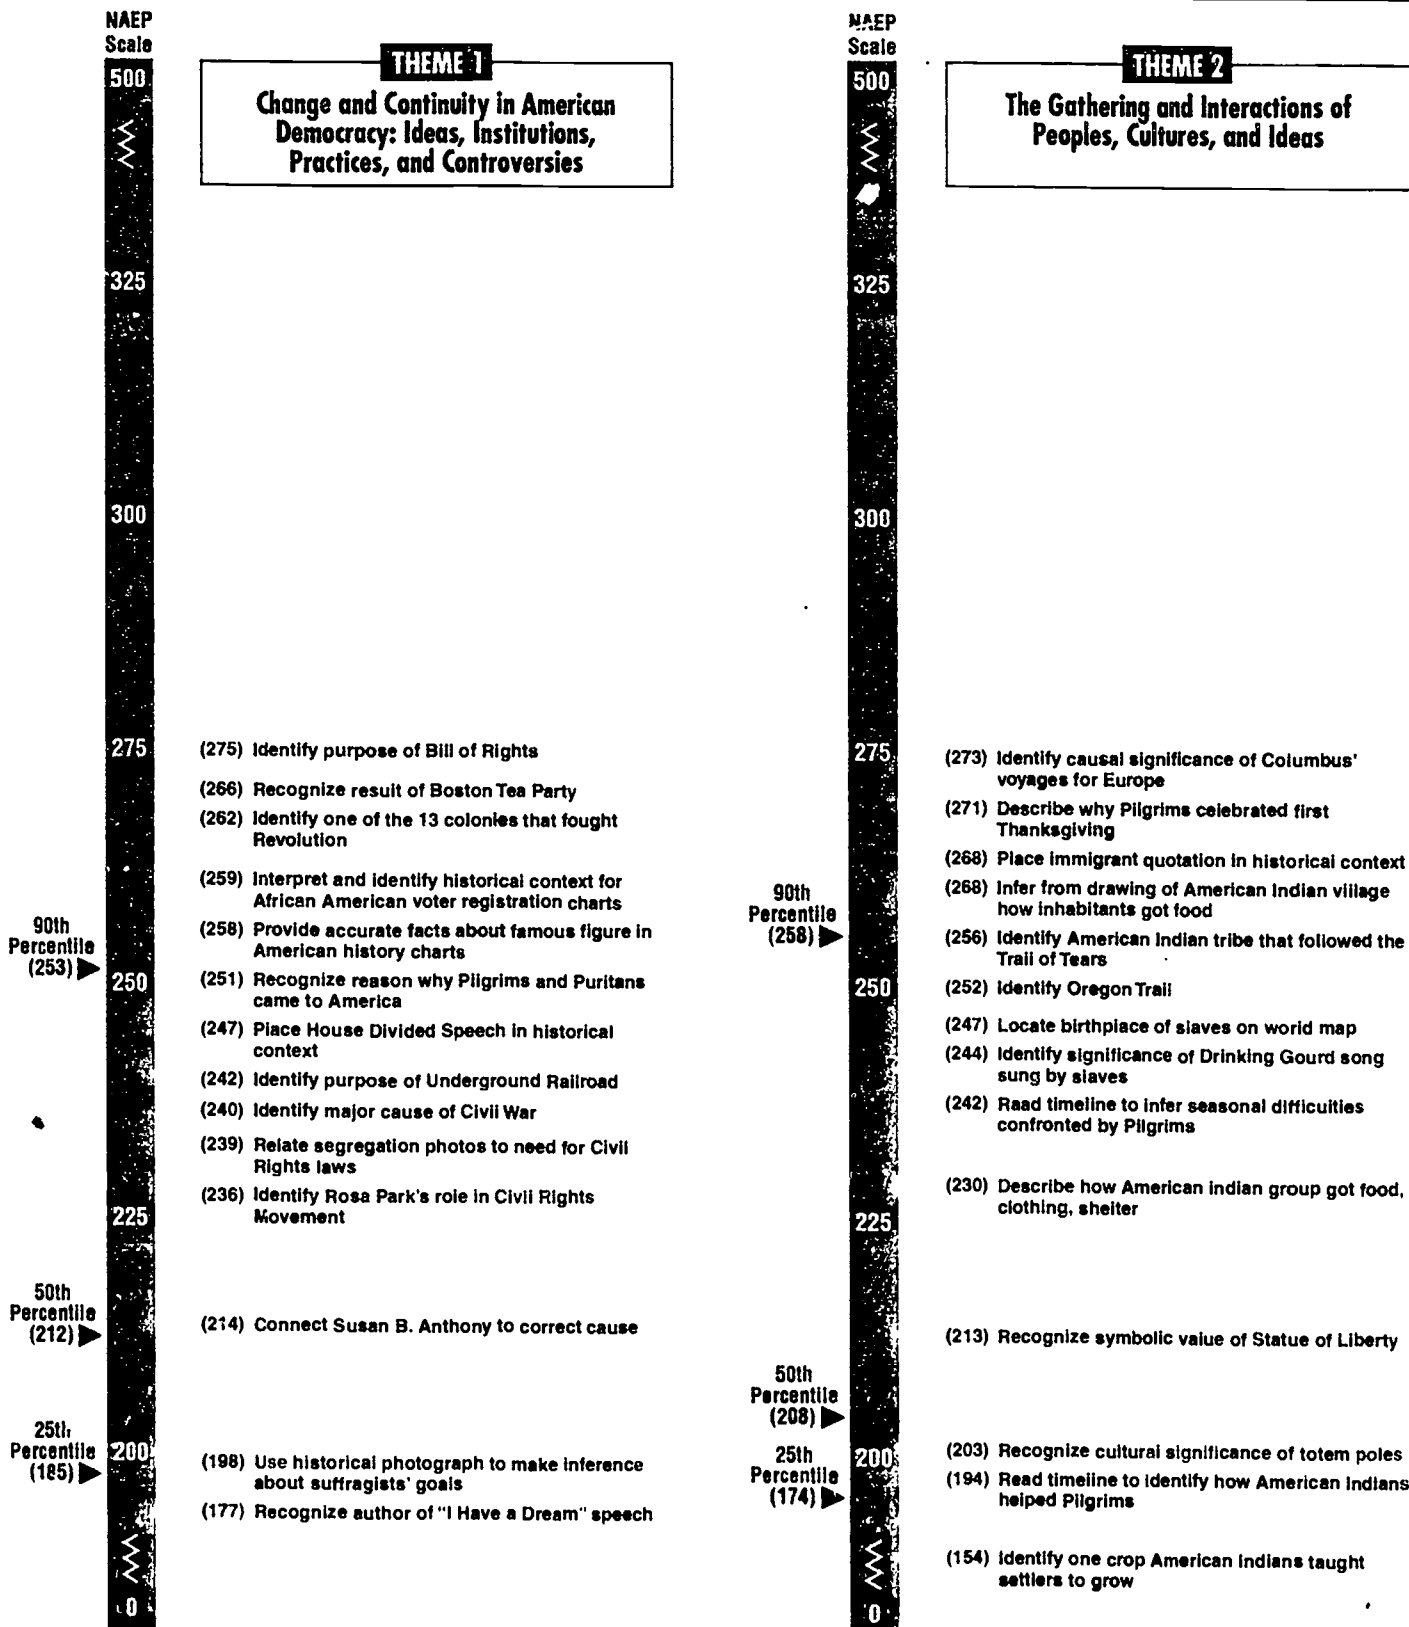 NAEP
Scale
500
325
300
275
250
225
200
0
90th
Percentile
(253)
50th
Percentile
(212)
25th
Percentile
(185)
THEME 1
Change and Continuity in American
Democracy: Ideas, Institutions,
Practices, and Controversies
(275) Identify purpose of Bill of Rights
(266) Recognize result of Boston Tea Party
(262) Identify one of the 13 colonies that fought
Revolution
(259) Interpret and identify historical context for
African American voter registration charts
(258) Provide accurate facts about famous figure in
American history charts
(251) Recognize reason why Pilgrims and Puritans
came to America
(247) Place House Divided Speech in historical
context
(242) Identify purpose of Underground Railroad
(240) Identify major cause of Civil War
(239) Relate segregation photos to need for Civil
Rights laws
(236) Identify Rosa Park's role in Civil Rights
Movement
(214) Connect Susan B. Anthony to correct cause
(198) Use historical photograph to make inference
about suffragists' goals
(177) Recognize author of "I Have a Dream" speech
NAEP
Scale
500
325
300
275
250
225
200
0
90th
Percentile
(258)
50th
Percentile
(208)
25th
Percentile
(174)
THEME 2
The Gathering and Interactions of
Peoples, Cultures, and Ideas
(273) Identify causal significance of Columbus'
voyages for Europe
(271) Describe why Pilgrims celebrated first
Thanksgiving
(268) Place immigrant quotation in historical context
(268) Infer from drawing of American Indian village
how inhabitants got food
(256) Identify American Indian tribe that followed the
Trail of Tears
(252) Identify Oregon Trail
(247) Locate birthplace of slaves on world map
(244) Identify significance of Drinking Gourd song
sung by slaves
(242) Raad timeline to infer seasonal difficulties
confronted by Pilgrims
(230) Describe how American Indian group got food,
clothing, shelter
(213) Recognize symbolic value of Statue of Liberty
(203) Recognize cultural significance of totem poles
(194) Read timeline to identify how American Indians
helped Pilgrims
(154) Identify one crop American Indians taught
settlers to grow